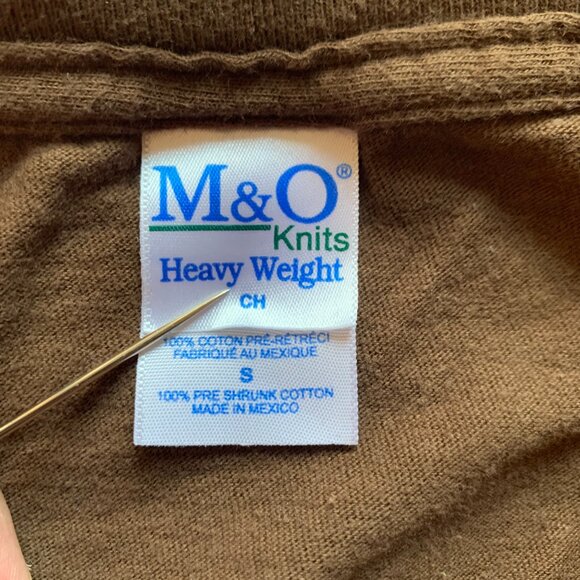 M&O®
Knits
Heavy Weight
CH
100% COTON PRÉ-RÉTRÉCI
FABRIQUÉ AU MEXIQUE
S
100% PRE SHRUNK COTTON
MADE IN MEXICO